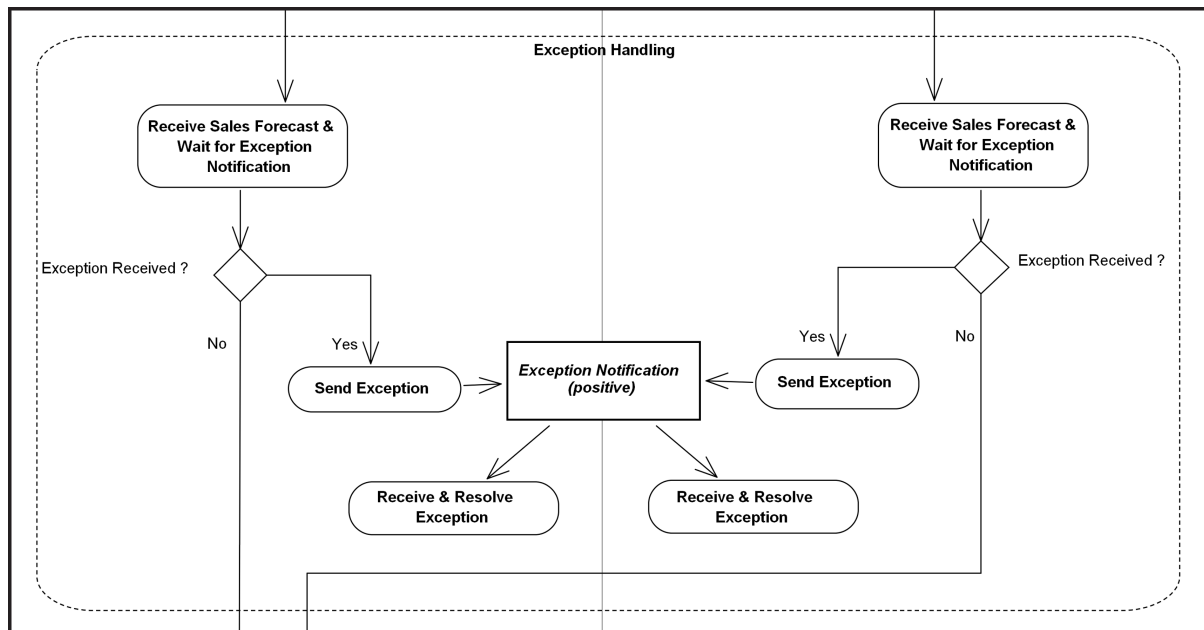 Exception Handling
Receive Sales Forecast &
Wait for Exception
Notification
Receive Sales Forecast &
Wait for Exception
Notification
Exception Received ?
Exception Received ?
No
Yes
Yes
No
Send Exception
Exception Notification
(positive)
Send Exception
Receive & Resolve
Exception
Receive & Resolve
Exception